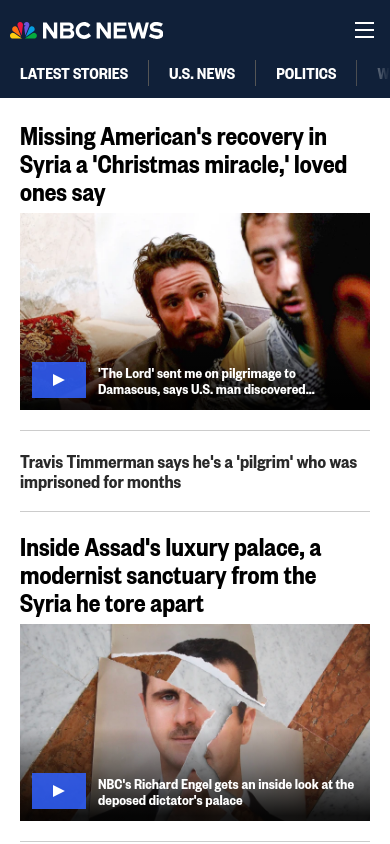 NBC NEWS
LATEST STORIES
U.S. NEWS
POLITICS
Missing American's recovery in
Syria a 'Christmas miracle,' loved
ones say
'The Lord' sent me on pilgrimage to
Damascus, says U.S. man discovered...
Travis Timmerman says he's a 'pilgrim' who was
imprisoned for months
Inside Assad's luxury palace, a
modernist sanctuary from the
Syria he tore apart
NBC's Richard Engel gets an inside look at the
deposed dictator's palace